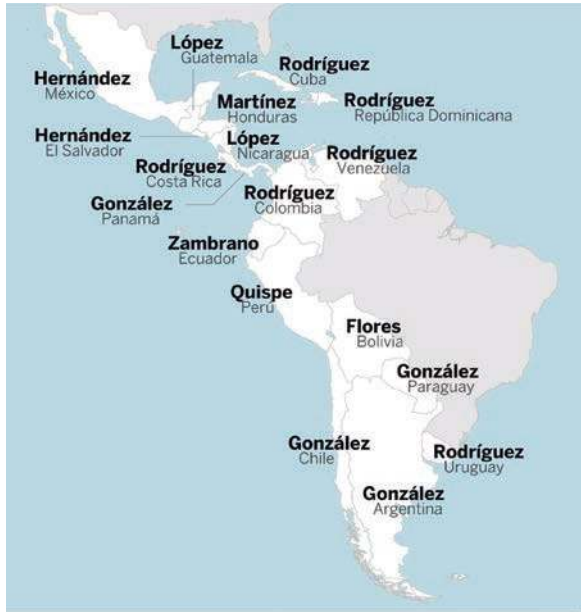 López
Guatemala
Rodríguez
Cuba
Hernández
México
Martínez
Honduras
Rodríguez
República Dominicana
Hernández
El Salvador
López
Nicaragua
Rodríguez
Costa Rica
Rodríguez
Venezuela
González
Panamá
Rodríguez
Colombia
Zambrano
Ecuador
Quispe
Perú
Flores
Bolivia
González
Paraguay
González
Chile
Rodríguez
Uruguay
González
Argentina